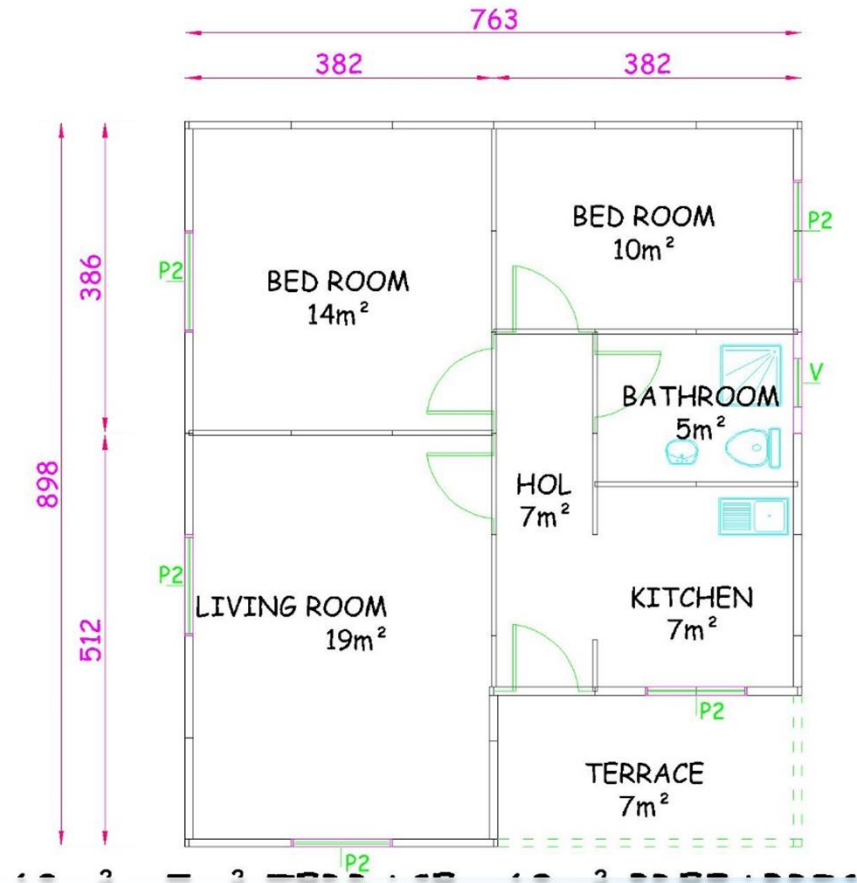 763
382 382
BED ROOM
10m²
P2
386
P2
BED ROOM
14m²
V
BATHROOM
5m²
898
HOL
7m²
P2
LIVING ROOM
19m²
512
KITCHEN
7m²
P2
TERRACE
7m²
P2